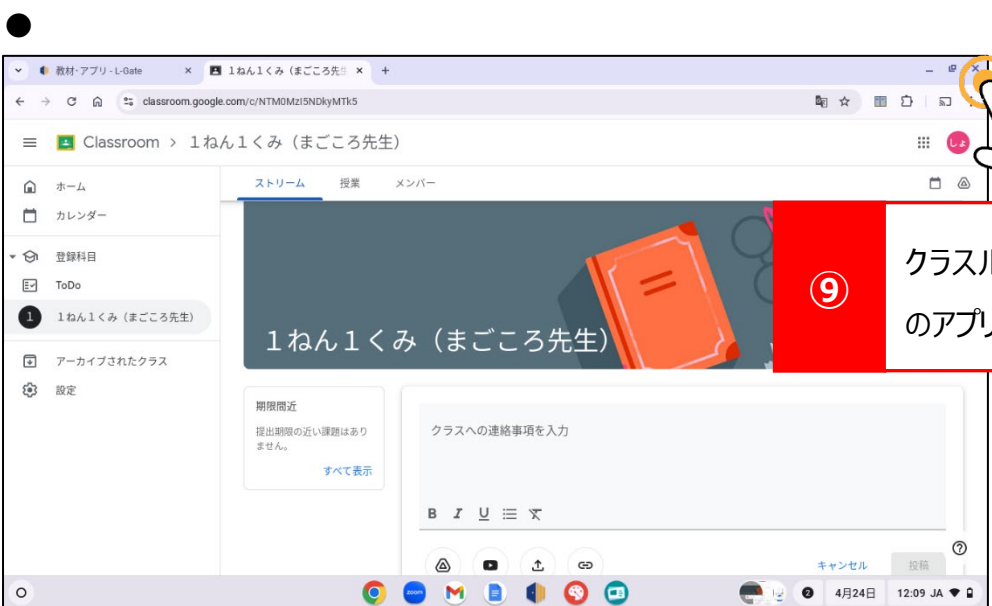 教材・アプリ - L-Gate
１ねん１くみ（まごころ先生
classroom.google.com/c/NTM0MzI5NDkyMTk5
Classroom > １ねん１くみ（まごころ先生）
しょ
ストリーム 授業 メンバー
ホーム
カレンダー
登録科目
ToDo
1 １ねん１くみ（まごころ先生）
アーカイブされたクラス
設定
１ねん１くみ（まごころ先生）
⑨
クラスル
のアプリ
期限間近
提出期限の近い課題はあり
ません。
すべて表示
クラスへの連絡事項を入力
B I U
キャンセル 投稿
zoom
2 4月24日 12:09 JA